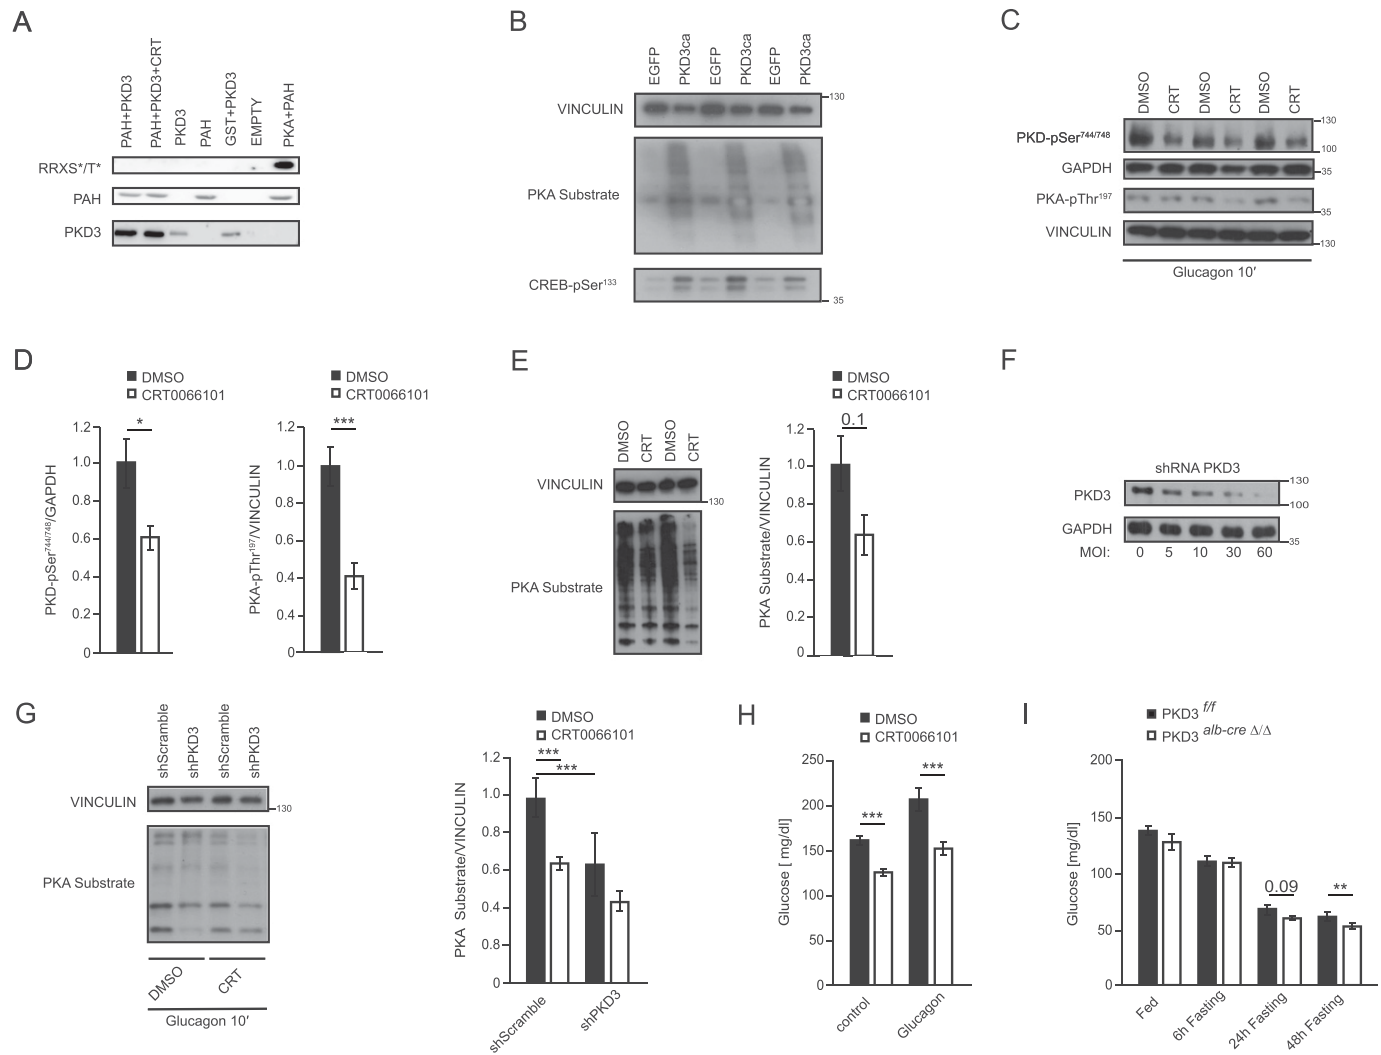 A
PAH+PKD3
PAH+PKD3+CRT
PKD3
PAH
GST+PKD3
EMPTY
PKA+PAH
RRXS*/T*
PAH
PKD3
B
EGFP
PKD3ca
EGFP
PKD3ca
EGFP
PKD3ca
VINCULIN
130
PKA Substrate
CREB-pSer133
35
C
DMSO
CRT
DMSO
CRT
DMSO
CRT
PKD-pSer744/748
130
100
GAPDH
35
PKA-pThr197
35
VINCULIN
130
Glucagon 10′
D
DMSO
CRT0066101
*
PKD-pSer744/748/GAPDH
1.2
1.0
0.8
0.6
0.4
0.2
0
DMSO
CRT0066101
***
PKA-pThr197/VINCULIN
1.2
1.0
0.8
0.6
0.4
0.4
0
E
DMSO
CRT
DMSO
CRT
VINCULIN
130
PKA Substrate
DMSO
CRT0066101
0.1
PKA Substrate/VINCULIN
1.2
1.0
0.8
0.6
0.4
0.2
0
F
shRNA PKD3
PKD3
130
100
GAPDH
35
MOI: 0 5 10 30 60
G
shScramble
shPKD3
shScramble
shPKD3
VINCULIN
130
PKA Substrate
DMSO
CRT
Glucagon 10′
DMSO
CRT0066101
***
***
PKA Substrate/VINCULIN
1.2
1.0
0.8
0.6
0.4
0.8
0
shScramble
shPKD3
H
DMSO
CRT0066101
***
***
Glucose [ mg/dl]
250
200
150
100
50
0
control
Glucagon
I
PKD3 f/f
PKD3 alb-cre Δ/Δ
0.09
**
Glucose [mg/dl]
200
150
100
50
0
Fed
6h Fasting
24h Fasting
48h Fasting